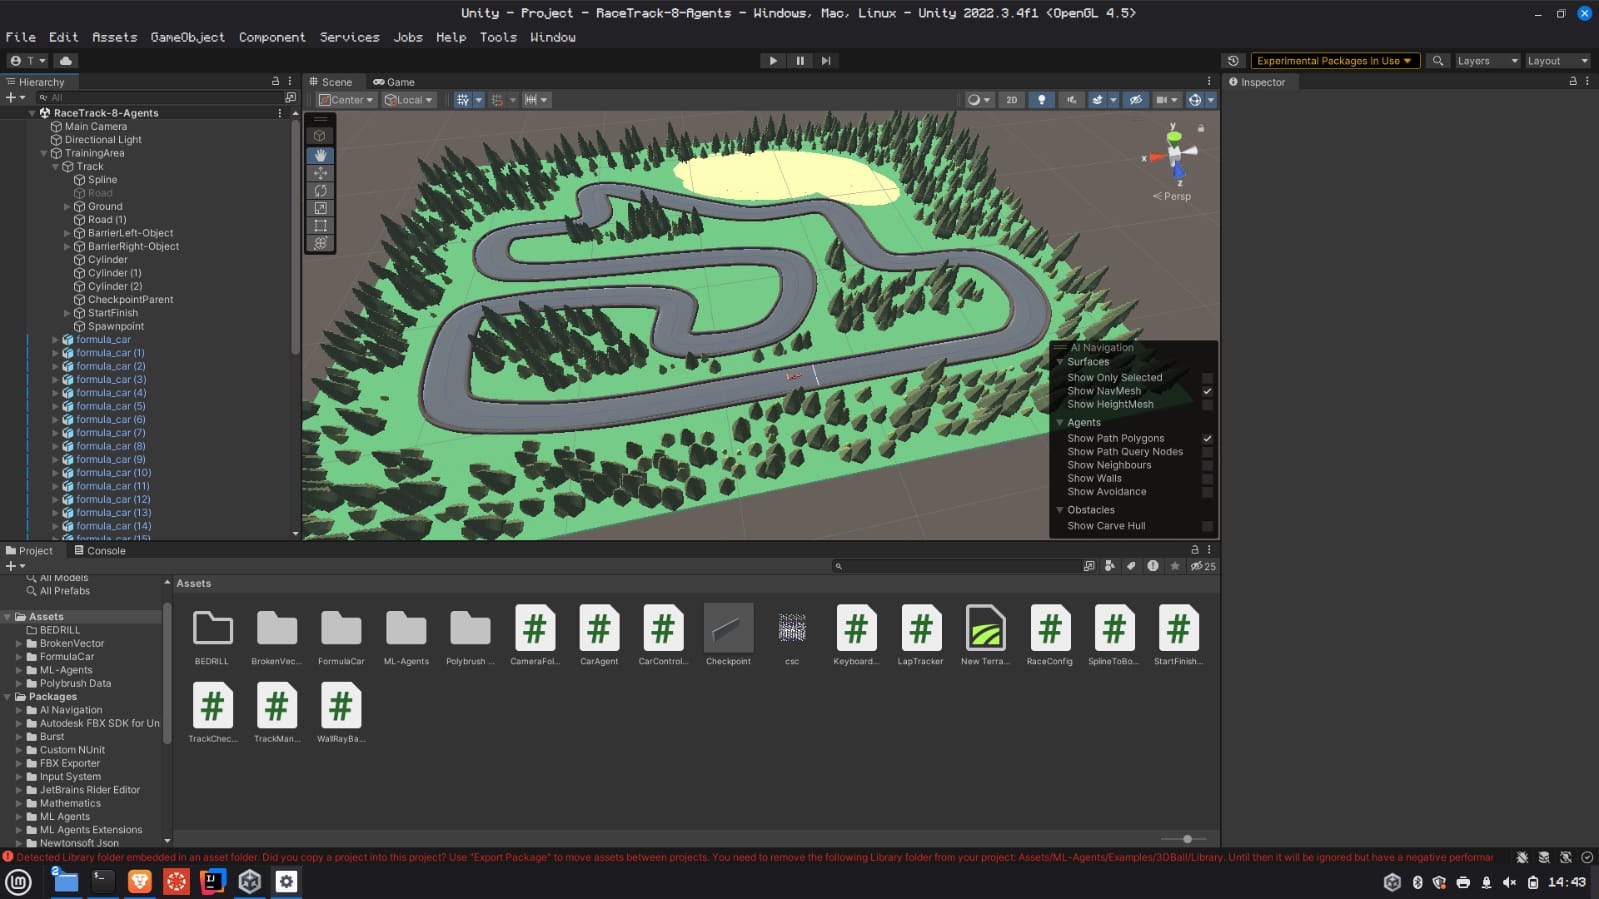 Unity - Project - RaceTrack-8-Agents - Windows, Mac, Linux - Unity 2022.3.4f1 <OpenGL 4.5>
File Edit Assets GameObject Component Services Jobs Help Tools Window
T
Experimental Packages In Use
Layers
Layout
Hierarchy
All
RaceTrack-8-Agents
Main Camera
Directional Light
TrainingArea
Track
Spline
Road
Ground
Road (1)
BarrierLeft-Object
BarrierRight-Object
Cylinder
Cylinder (1)
Cylinder (2)
CheckpointParent
StartFinish
Spawnpoint
formula_car
formula_car (1)
formula_car (2)
formula_car (3)
formula_car (4)
formula_car (5)
formula_car (6)
formula_car (7)
formula_car (8)
formula_car (9)
formula_car (10)
formula_car (11)
formula_car (12)
formula_car (13)
formula_car (14)
formula_car (15)
Scene Game
Center Local
2D
y
x
z
< Persp
AI Navigation
Surfaces
Show Only Selected
Show NavMesh
Show HeightMesh
Agents
Show Path Polygons
Show Path Query Nodes
Show Neighbours
Show Walls
Show Avoidance
Obstacles
Show Carve Hull
Inspector
Project Console
25
All Models
All Prefabs
Assets
BEDRILL
BrokenVector
FormulaCar
ML-Agents
Polybrush Data
Packages
AI Navigation
Autodesk FBX SDK for Un
Burst
Custom NUnit
FBX Exporter
Input System
JetBrains Rider Editor
Mathematics
ML Agents
ML Agents Extensions
Newtonsoft Json
Assets
BEDRILL BrokenVec... FormulaCar ML-Agents Polybrush ... CameraFol... CarAgent CarControl... Checkpoint csc Keyboard... LapTracker New Terra... RaceConfig SplineToBo... StartFinish...
TrackChec... TrackMan... WallRayBa...
Detected Library folder embedded in an asset folder. Did you copy a project into this project? Use "Export Package" to move assets between projects. You need to remove the following Library folder from your project: Assets/ML-Agents/Examples/3DBall/Library. Until then it will be ignored but have a negative performar
2
IJ
14:43